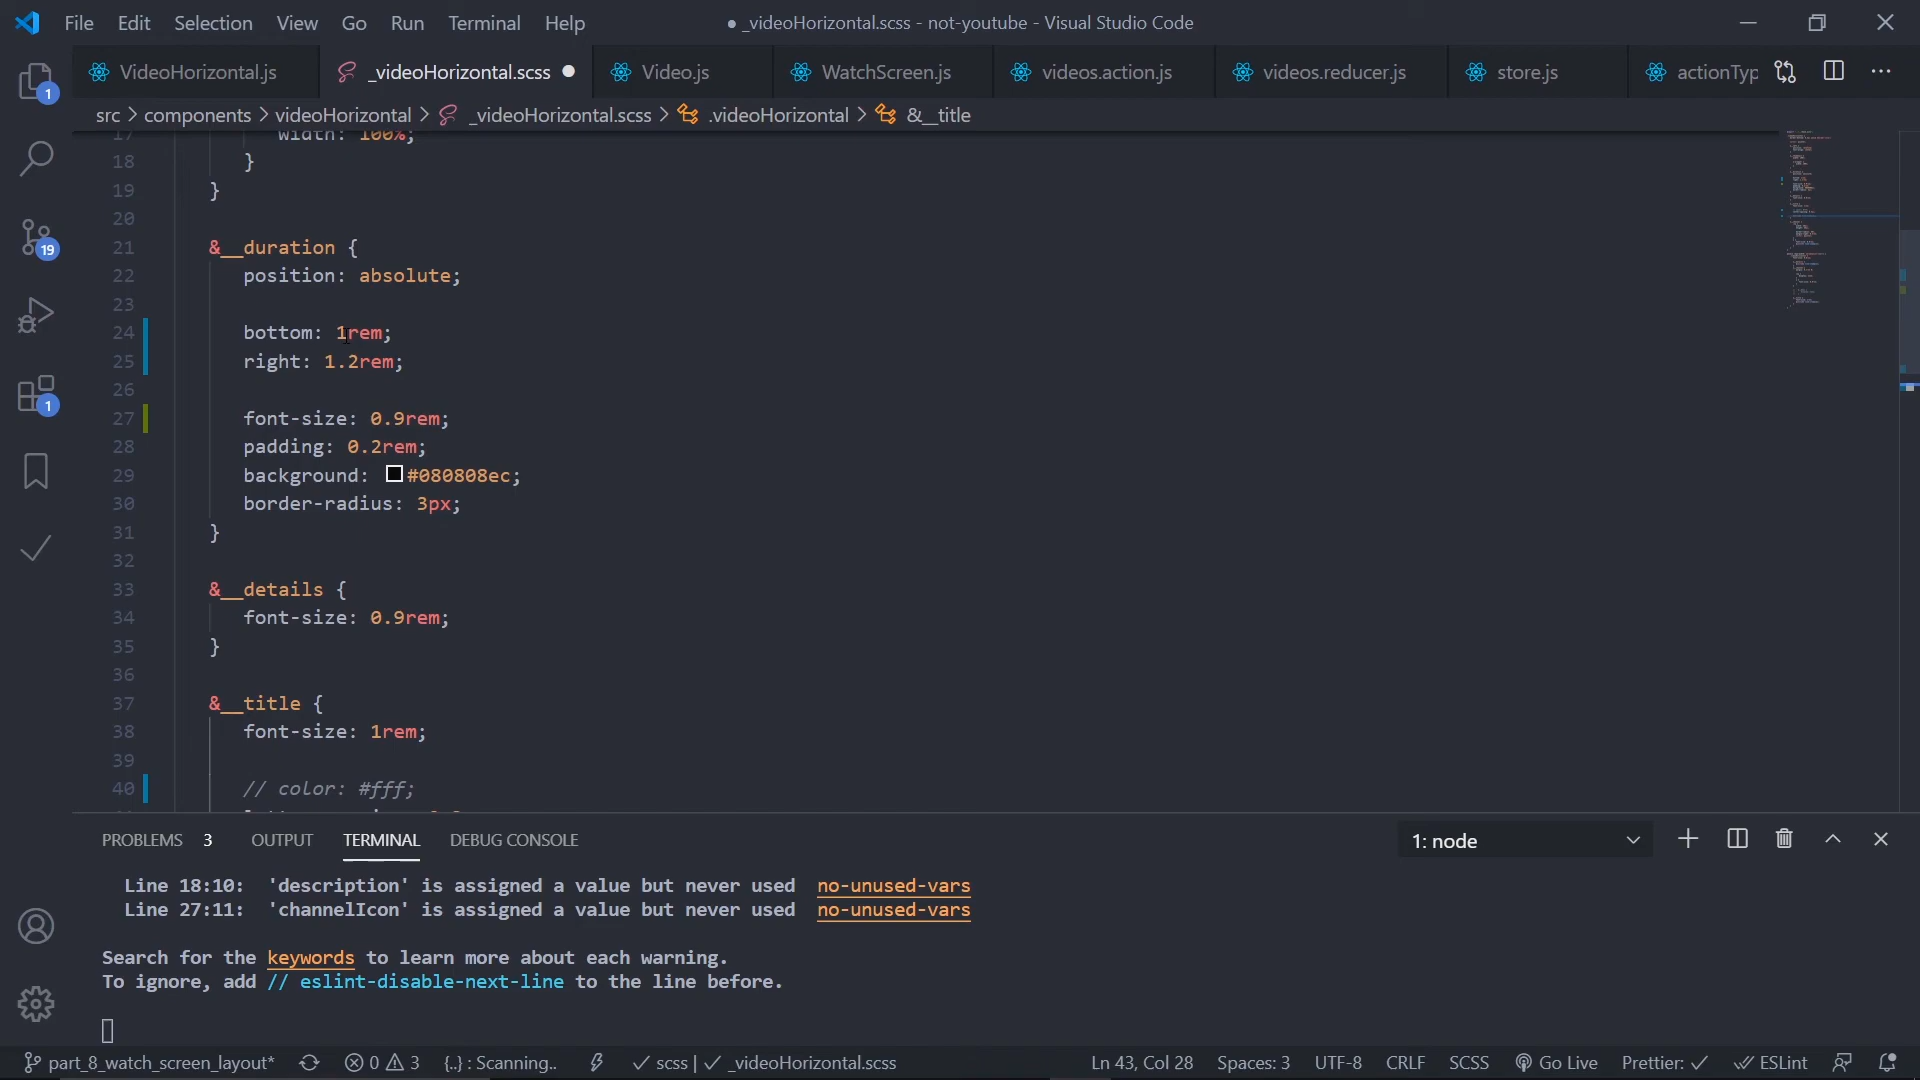 File Edit Selection View Go Run Terminal Help
● _videoHorizontal.scss - not-youtube - Visual Studio Code
VideoHorizontal.js _videoHorizontal.scss Video.js WatchScreen.js videos.action.js videos.reducer.js store.js actionTyp
src > components > videoHorizontal > _videoHorizontal.scss > .videoHorizontal > &__title
17 width: 100%;
18 }
19 }
20
21 &__duration {
22 position: absolute;
23
24 bottom: 1rem;
25 right: 1.2rem;
26
27 font-size: 0.9rem;
28 padding: 0.2rem;
29 background: #080808ec;
30 border-radius: 3px;
31 }
32
33 &__details {
34 font-size: 0.9rem;
35 }
36
37 &__title {
38 font-size: 1rem;
39
40 // color: #fff;
1
19
1
PROBLEMS 3 OUTPUT TERMINAL DEBUG CONSOLE 1: node
Line 18:10: 'description' is assigned a value but never used no-unused-vars
Line 27:11: 'channelIcon' is assigned a value but never used no-unused-vars
Search for the keywords to learn more about each warning.
To ignore, add // eslint-disable-next-line to the line before.
part_8_watch_screen_layout* 0 3 {..} : Scanning.. scss | _videoHorizontal.scss Ln 43, Col 28 Spaces: 3 UTF-8 CRLF SCSS Go Live Prettier: ✓ ESLint